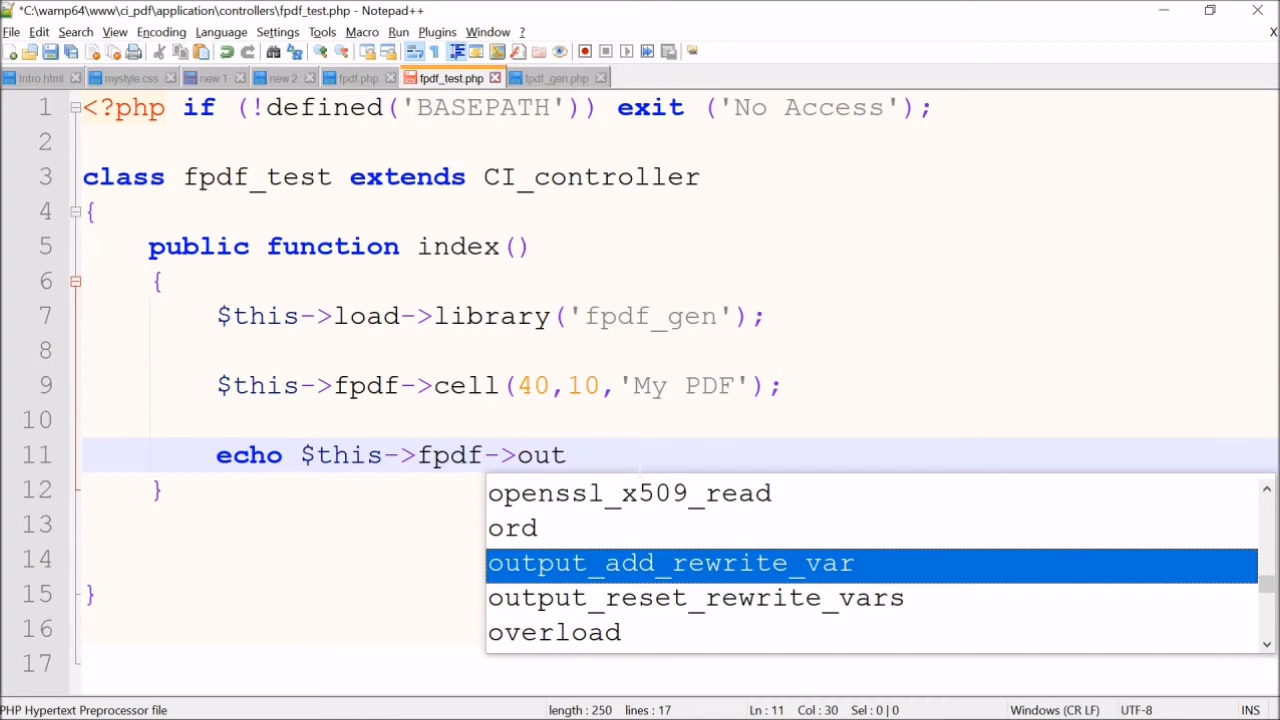 *C:\wamp64\www\ci_pdf\application\controllers\fpdf_test.php - Notepad++
File Edit Search View Encoding Language Settings Tools Macro Run Plugins Window ? X
Intro.html mystyle.css new 1 new 2 fpdf.php fpdf_test.php fpdf_gen.php
1 <?php if (!defined('BASEPATH')) exit ('No Access');
2
3 class fpdf_test extends CI_controller
4 {
5 public function index()
6 {
7 $this->load->library('fpdf_gen');
8
9 $this->fpdf->cell(40,10,'My PDF');
10
11 echo $this->fpdf->out
12 }
openssl_x509_read
13
ord
14
output_add_rewrite_var
15 }
output_reset_rewrite_vars
16
overload
17
PHP Hypertext Preprocessor file length : 250 lines : 17 Ln : 11 Col : 30 Sel : 0 | 0 Windows (CR LF) UTF-8 INS